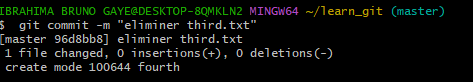 IBRAHIMA BRUNO GAYE@DESKTOP-8QMKLN2 MINGW64 ~/learn_git (master)
$ git commit -m "eliminer third.txt"
[master 96d8bb8] eliminer third.txt
1 file changed, 0 insertions(+), 0 deletions(-)
create mode 100644 fourth